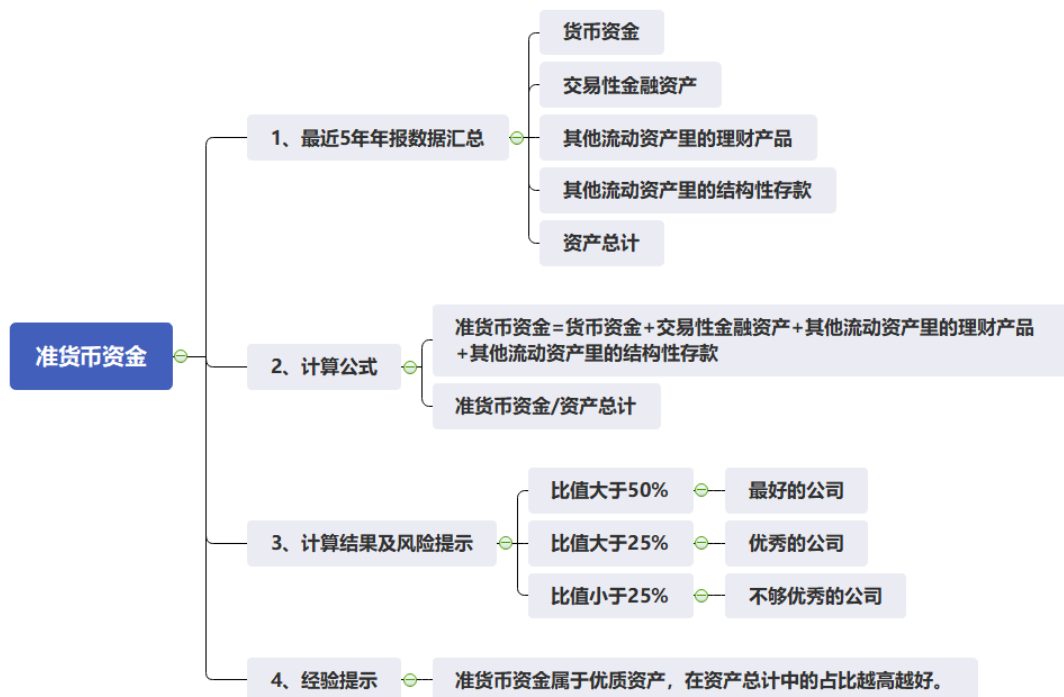 准货币资金
1、最近5年年报数据汇总
货币资金
交易性金融资产
其他流动资产里的理财产品
其他流动资产里的结构性存款
资产总计
2、计算公式
准货币资金=货币资金+交易性金融资产+其他流动资产里的理财产品
+其他流动资产里的结构性存款
准货币资金/资产总计
3、计算结果及风险提示
比值大于50%
最好的公司
比值大于25%
优秀的公司
比值小于25%
不够优秀的公司
4、经验提示
准货币资金属于优质资产，在资产总计中的占比越高越好。